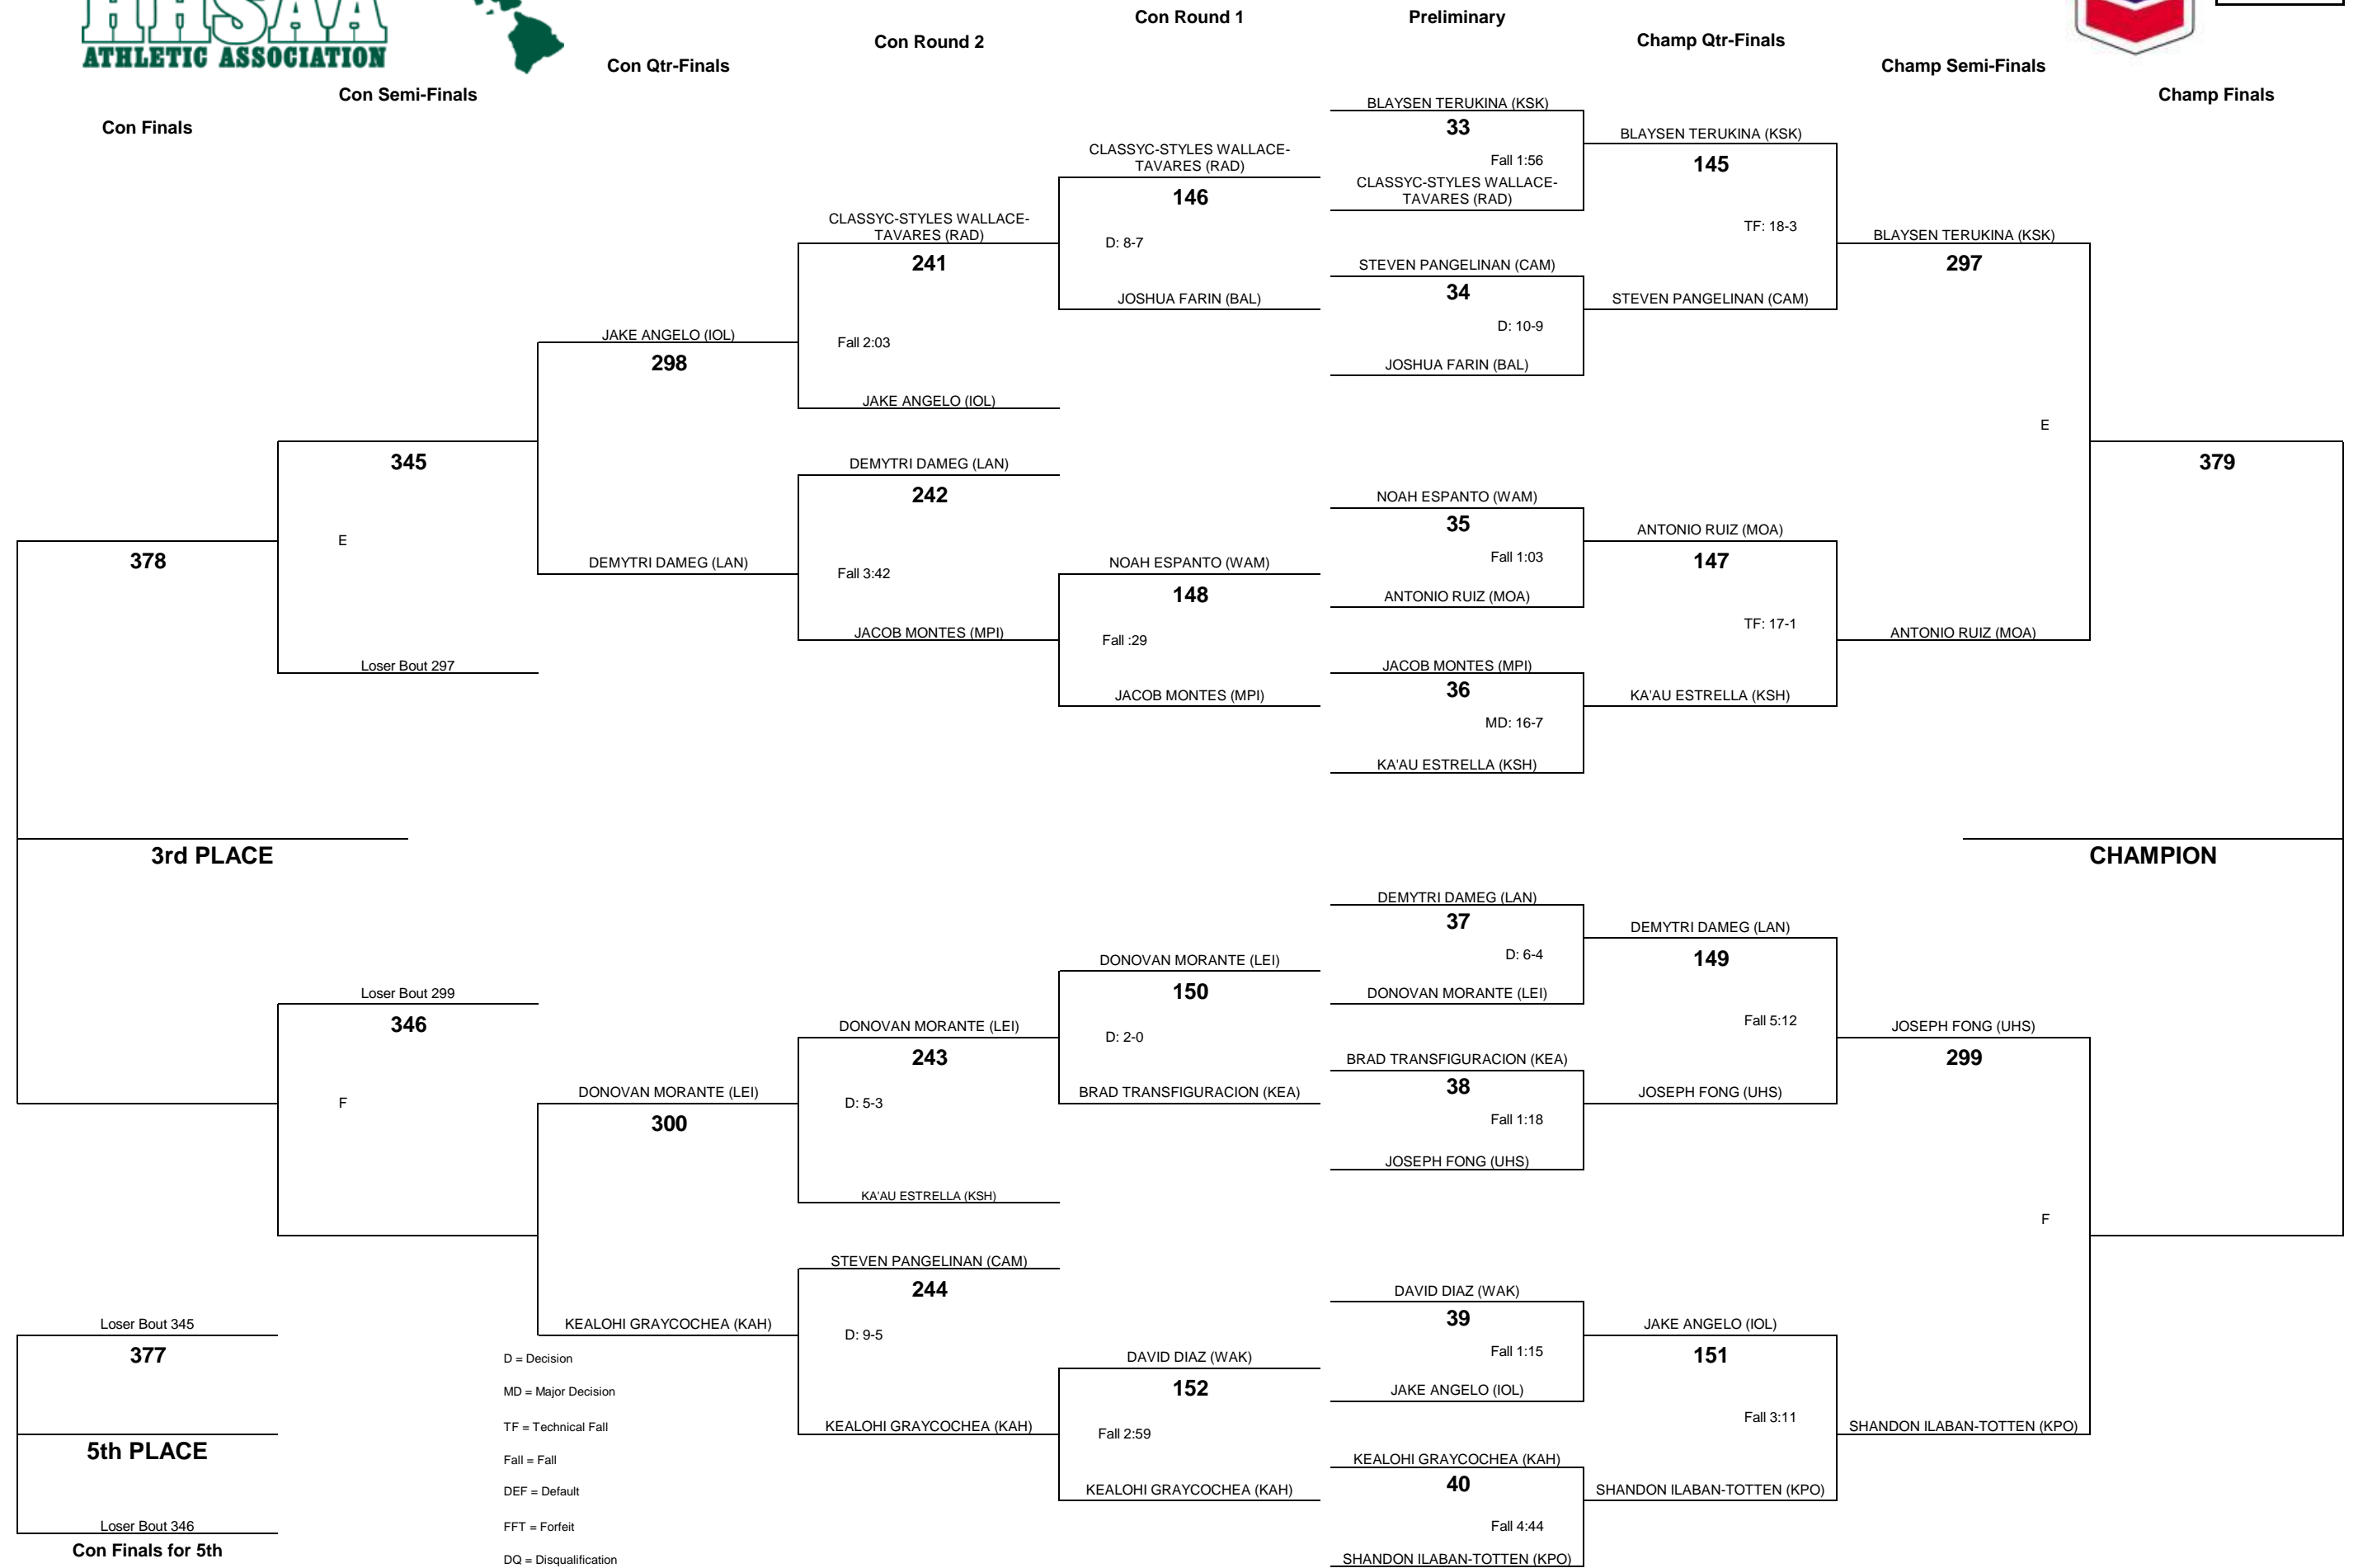 HHSAA
ATHLETIC ASSOCIATION
Con Round 1
Preliminary
Con Round 2
Champ Qtr-Finals
Con Qtr-Finals
Champ Semi-Finals
Con Semi-Finals
Champ Finals
Con Finals
BLAYSEN TERUKINA (KSK)
33
Fall 1:56
CLASSYC-STYLES WALLACE-
TAVARES (RAD)
STEVEN PANGELINAN (CAM)
34
D: 10-9
JOSHUA FARIN (BAL)
NOAH ESPANTO (WAM)
35
Fall 1:03
ANTONIO RUIZ (MOA)
JACOB MONTES (MPI)
36
MD: 16-7
KA'AU ESTRELLA (KSH)
DEMYTRI DAMEG (LAN)
37
D: 6-4
DONOVAN MORANTE (LEI)
BRAD TRANSFIGURACION (KEA)
38
Fall 1:18
JOSEPH FONG (UHS)
DAVID DIAZ (WAK)
39
Fall 1:15
JAKE ANGELO (IOL)
KEALOHI GRAYCOCHEA (KAH)
40
Fall 4:44
SHANDON ILABAN-TOTTEN (KPO)
BLAYSEN TERUKINA (KSK)
145
TF: 18-3
STEVEN PANGELINAN (CAM)
ANTONIO RUIZ (MOA)
147
TF: 17-1
KA'AU ESTRELLA (KSH)
DEMYTRI DAMEG (LAN)
149
Fall 5:12
JOSEPH FONG (UHS)
JAKE ANGELO (IOL)
151
Fall 3:11
SHANDON ILABAN-TOTTEN (KPO)
BLAYSEN TERUKINA (KSK)
297
E
ANTONIO RUIZ (MOA)
JOSEPH FONG (UHS)
299
F
SHANDON ILABAN-TOTTEN (KPO)
379
CHAMPION
CLASSYC-STYLES WALLACE-
TAVARES (RAD)
146
D: 8-7
JOSHUA FARIN (BAL)
NOAH ESPANTO (WAM)
148
Fall :29
JACOB MONTES (MPI)
DONOVAN MORANTE (LEI)
150
D: 2-0
BRAD TRANSFIGURACION (KEA)
DAVID DIAZ (WAK)
152
Fall 2:59
KEALOHI GRAYCOCHEA (KAH)
CLASSYC-STYLES WALLACE-
TAVARES (RAD)
241
Fall 2:03
JAKE ANGELO (IOL)
DEMYTRI DAMEG (LAN)
242
Fall 3:42
JACOB MONTES (MPI)
DONOVAN MORANTE (LEI)
243
D: 5-3
KA'AU ESTRELLA (KSH)
STEVEN PANGELINAN (CAM)
244
D: 9-5
KEALOHI GRAYCOCHEA (KAH)
JAKE ANGELO (IOL)
298
DEMYTRI DAMEG (LAN)
DONOVAN MORANTE (LEI)
300
KEALOHI GRAYCOCHEA (KAH)
345
E
Loser Bout 297
Loser Bout 299
346
F
378
3rd PLACE
Loser Bout 345
377
5th PLACE
Loser Bout 346
Con Finals for 5th
D = Decision
MD = Major Decision
TF = Technical Fall
Fall = Fall
DEF = Default
FFT = Forfeit
DQ = Disqualification